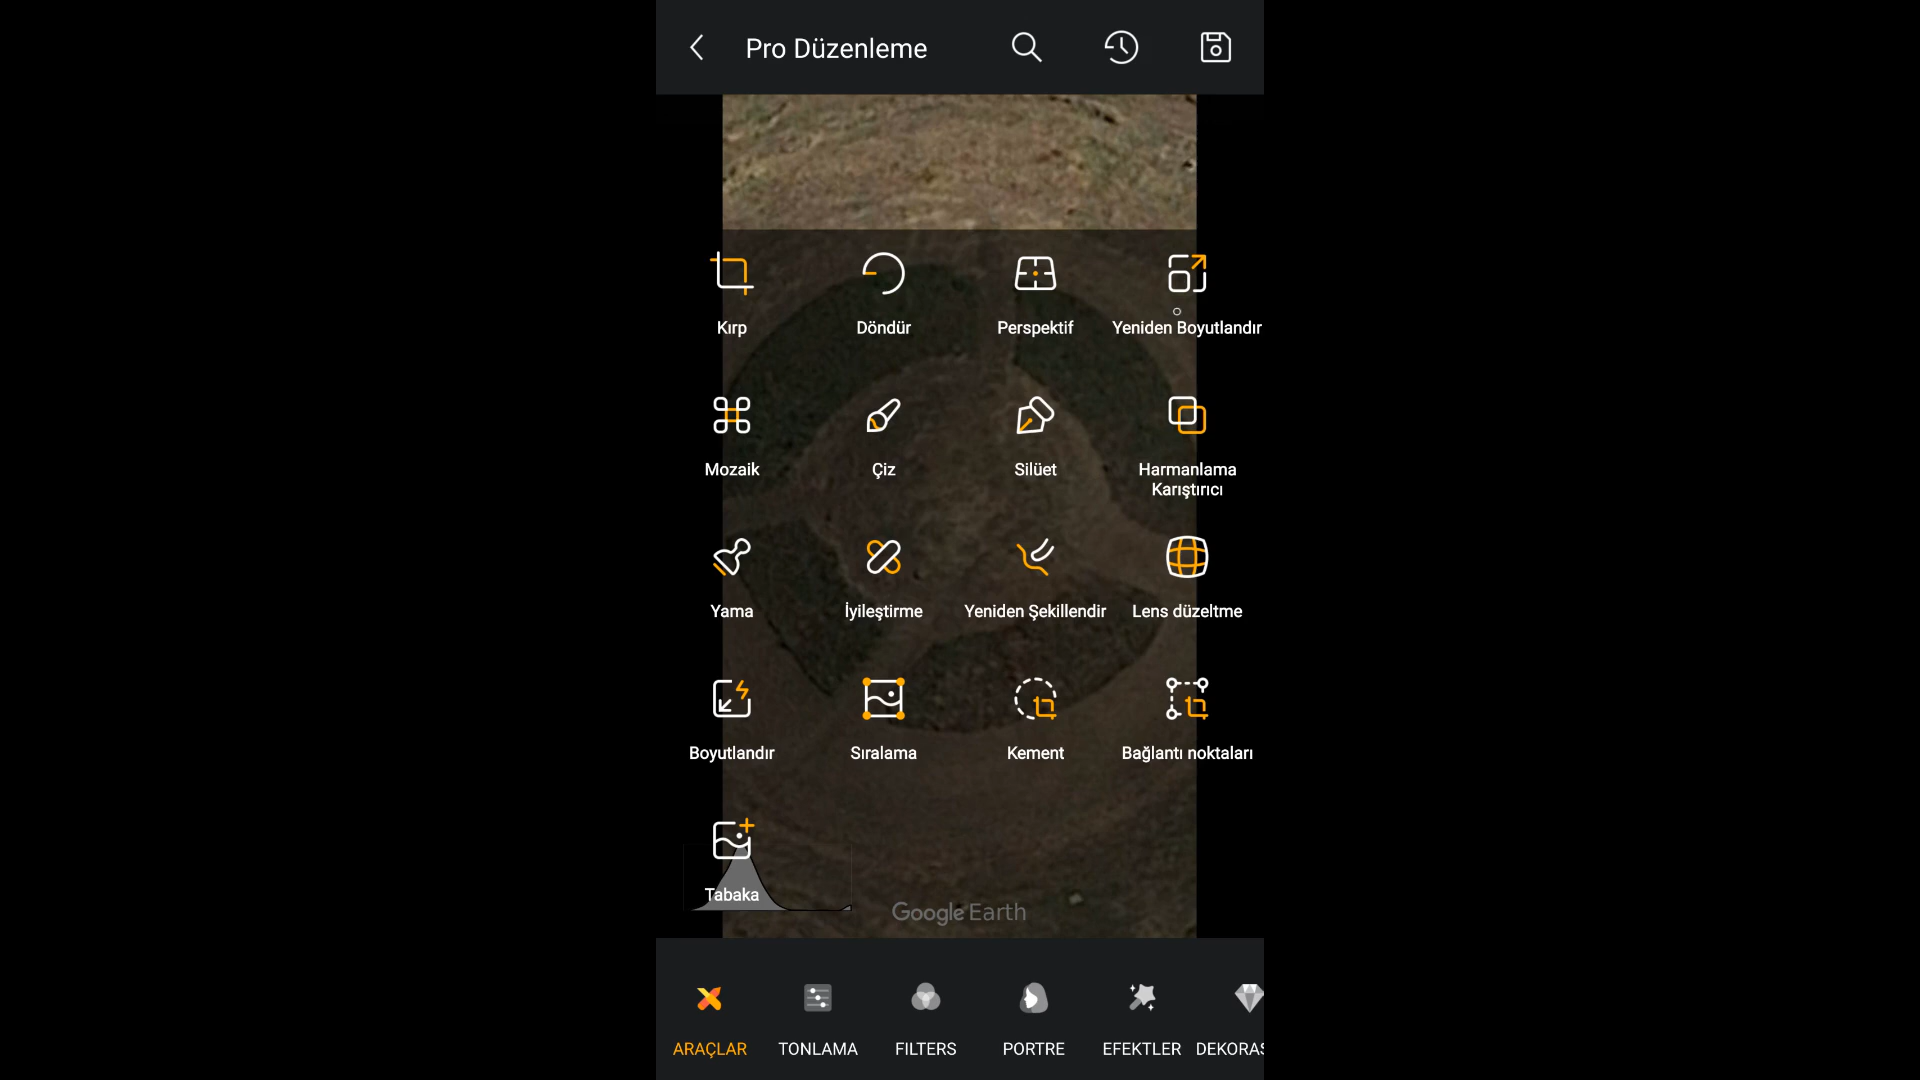 Pro Düzenleme
Kırp
Döndür
Perspektif
Yeniden Boyutlandır
Mozaik
Çiz
Silüet
Harmanlama
Karıştırıcı
Yama
İyileştirme
Yeniden Şekillendir
Lens düzeltme
Boyutlandır
Sıralama
Kement
Bağlantı noktaları
Tabaka
Google Earth
ARAÇLAR
TONLAMA
FILTERS
PORTRE
EFEKTLER
DEKORAS